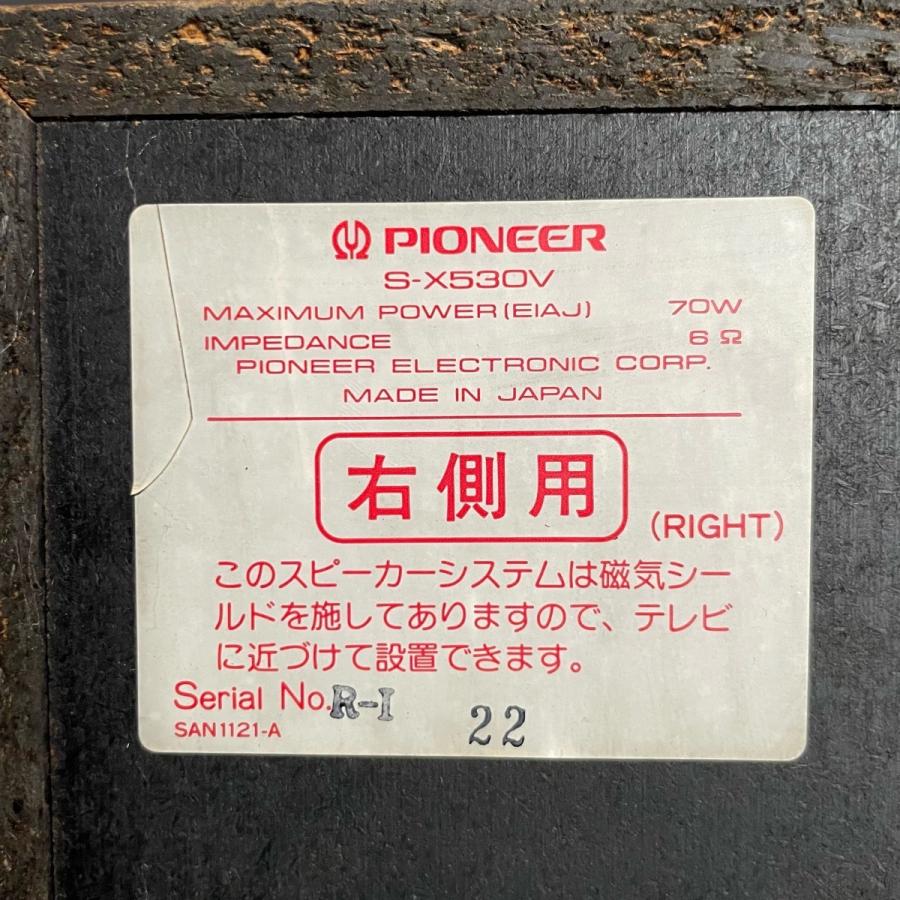 PIONEER
S-X530V
MAXIMUM POWER (EIAJ) 70W
IMPEDANCE 6 Ω
PIONEER ELECTRONIC CORP.
MADE IN JAPAN
右側用
(RIGHT)
このスピーカーシステムは磁気シー
ルドを施してありますので、テレビ
に近づけて設置できます。
Serial No. R-I 22
SAN1121-A